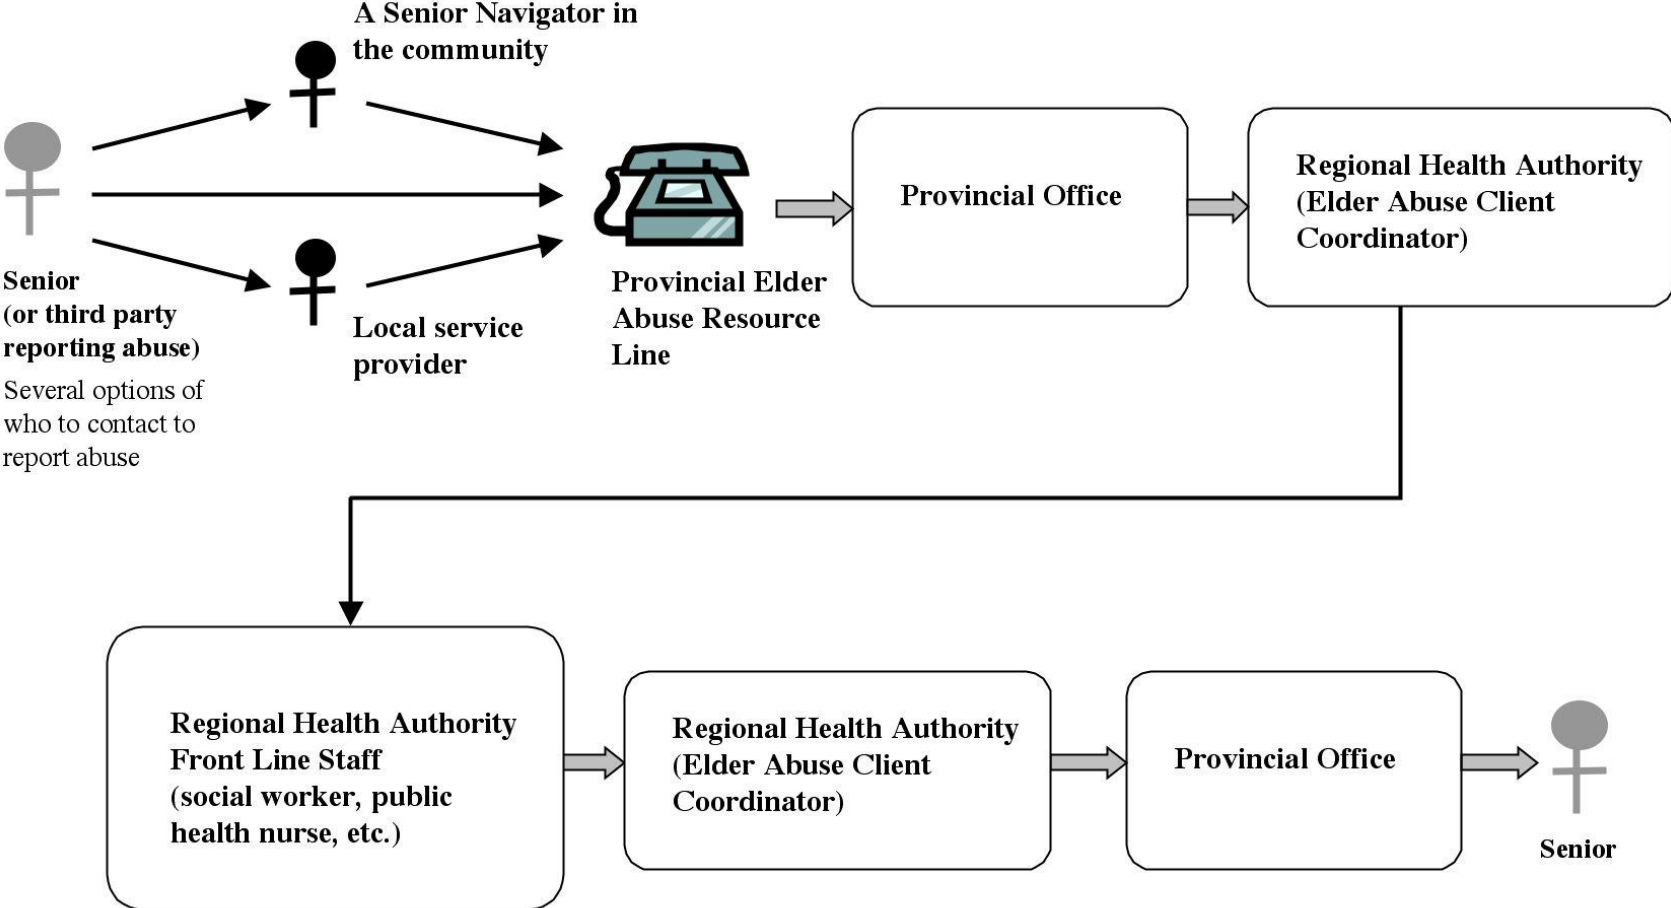 A Senior Navigator in
the community
Senior
(or third party
reporting abuse)
Several options of
who to contact to
report abuse
Local service
provider
Provincial Elder
Abuse Resource
Line
Provincial Office
Regional Health Authority
(Elder Abuse Client
Coordinator)
Regional Health Authority
Front Line Staff
(social worker, public
health nurse, etc.)
Regional Health Authority
(Elder Abuse Client
Coordinator)
Provincial Office
Senior